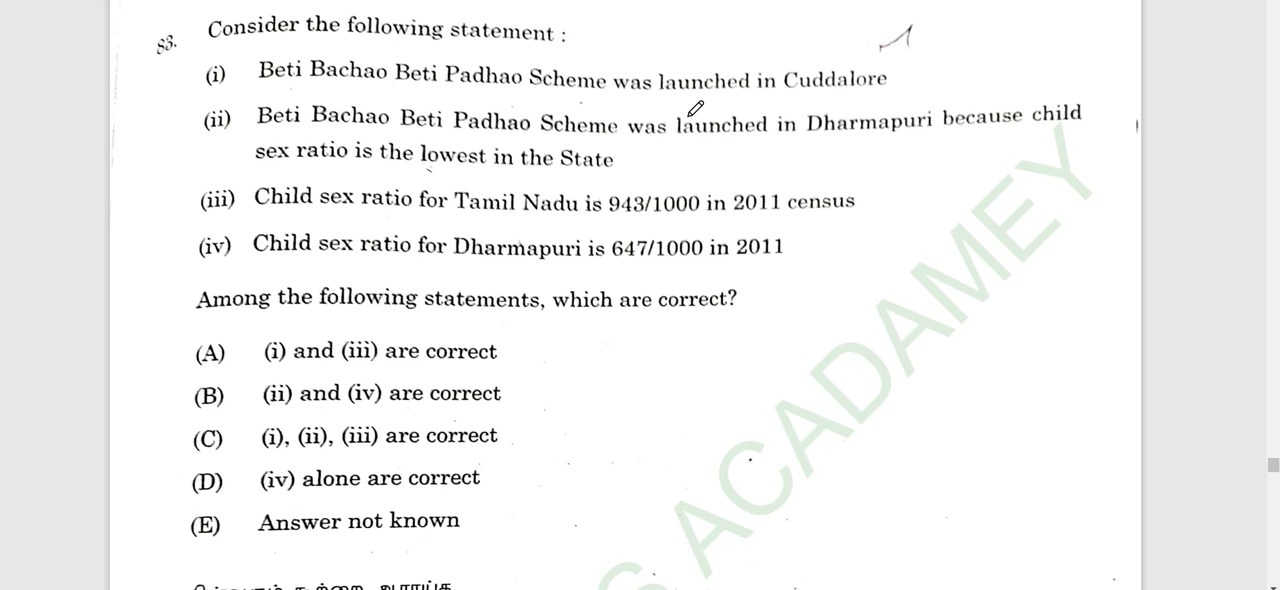 83. Consider the following statement :
(i) Beti Bachao Beti Padhao Scheme was launched in Cuddalore
(ii) Beti Bachao Beti Padhao Scheme was launched in Dharmapuri because child
sex ratio is the lowest in the State
(iii) Child sex ratio for Tamil Nadu is 943/1000 in 2011 census
(iv) Child sex ratio for Dharmapuri is 647/1000 in 2011
Among the following statements, which are correct?
(A) (i) and (iii) are correct
(B) (ii) and (iv) are correct
(C) (i), (ii), (iii) are correct
(D) (iv) alone are correct
(E) Answer not known
S ACADAMEY